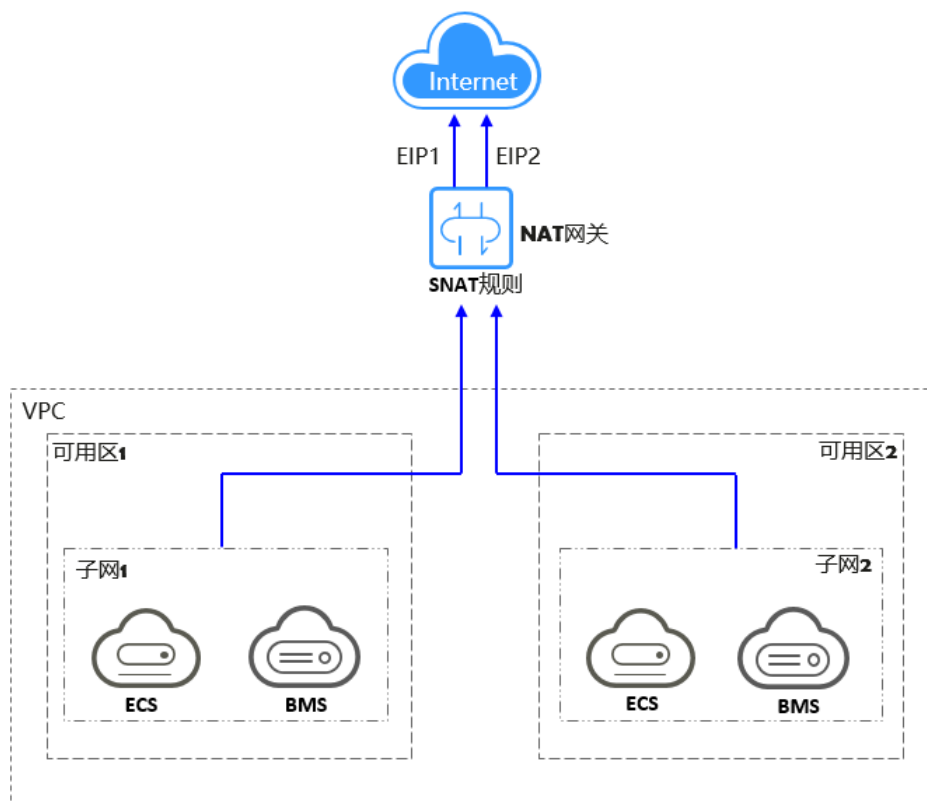 Internet
EIP1
EIP2
NAT网关
SNAT规则
VPC
可用区1
可用区2
子网1
子网2
ECS
BMS
ECS
BMS